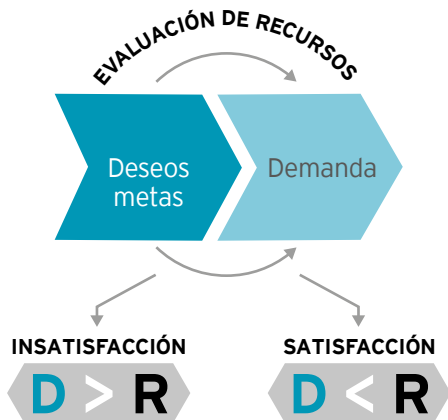 EVALUACIÓN DE RECURSOS
Deseos
metas
Demanda
INSATISFACCIÓN
D > R
SATISFACCIÓN
D < R